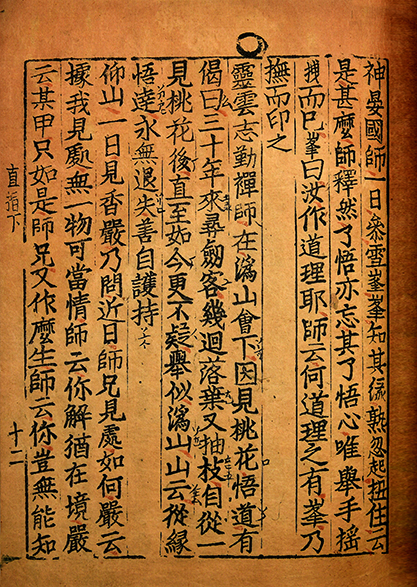 神晏國師一日叅雪峯峯知其緣熟忽起扭住云
是甚麼師釋然了悟亦忘其了悟心唯擧手搖
拽而已峯曰汝作道理耶師云何道理之有峯乃
撫而印之
靈雲志勤禪師在溈山會下因見桃花悟道有
偈曰三十年來尋劒客幾迴落葉又抽枝自從一
見桃花後直至如今更不疑擧似溈山山云從緣
悟達永無退失善自護持
仰山一日見香嚴乃問近日師兄見處如何嚴云
據我見處無一物可當情師云你解猶在境嚴
云某甲只如是師兄又作麼生師云你豈無能知
直指下
十二